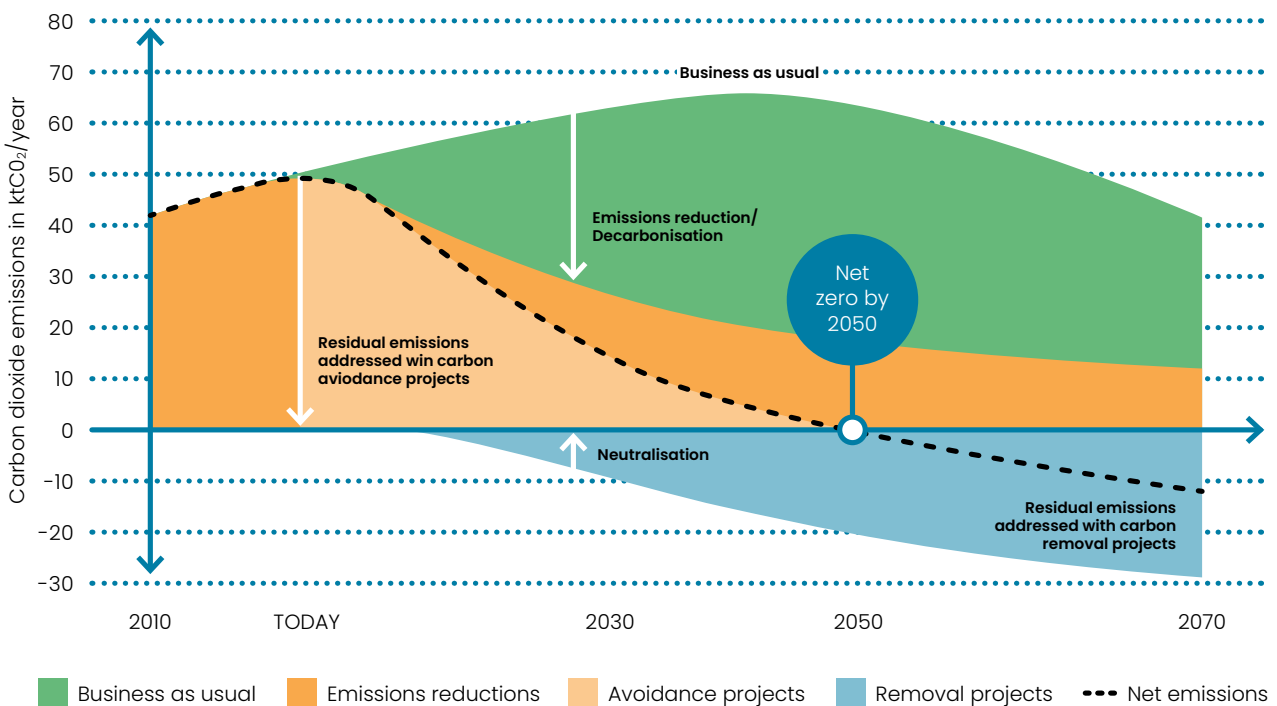 Carbon dioxide emissions in ktC0₂/year
80
70
60
50
40
30
20
10
0
-10
-20
-30
Business as usual
Emissions reduction/
Decarbonisation
Net
zero by
2050
Residual emissions
addressed win carbon
aviodance projects
Neutralisation
Residual emissions
addressed with carbon
removal projects
2010
TODAY
2030
2050
2070
Business as usual
Emissions reductions
Avoidance projects
Removal projects
Net emissions